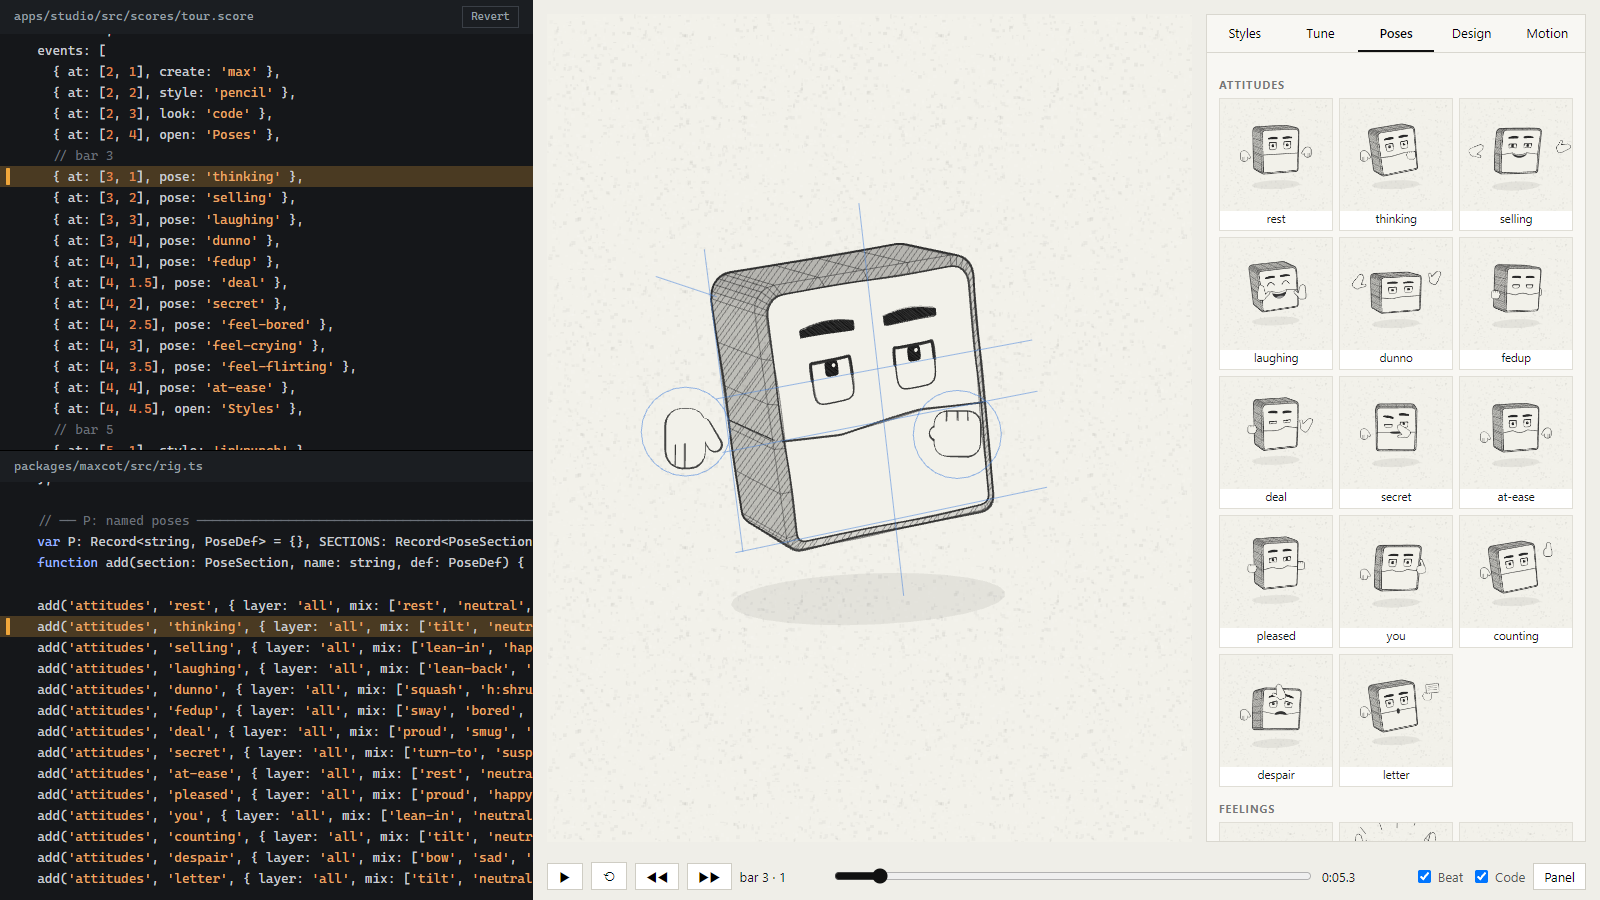 apps/studio/src/scores/tour.score
Revert
events: [
{ at: [2, 1], create: 'max' },
{ at: [2, 2], style: 'pencil' },
{ at: [2, 3], look: 'code' },
{ at: [2, 4], open: 'Poses' },
// bar 3
{ at: [3, 1], pose: 'thinking' },
{ at: [3, 2], pose: 'selling' },
{ at: [3, 3], pose: 'laughing' },
{ at: [3, 4], pose: 'dunno' },
{ at: [4, 1], pose: 'fedup' },
{ at: [4, 1.5], pose: 'deal' },
{ at: [4, 2], pose: 'secret' },
{ at: [4, 2.5], pose: 'feel-bored' },
{ at: [4, 3], pose: 'feel-crying' },
{ at: [4, 3.5], pose: 'feel-flirting' },
{ at: [4, 4], pose: 'at-ease' },
{ at: [4, 4.5], open: 'Styles' },
// bar 5
packages/maxcot/src/rig.ts
// — P: named poses
var P: Record<string, PoseDef> = {}, SECTIONS: Record<PoseSection
function add(section: PoseSection, name: string, def: PoseDef) {
add('attitudes', 'rest', { layer: 'all', mix: ['rest', 'neutral',
add('attitudes', 'thinking', { layer: 'all', mix: ['tilt', 'neutr
add('attitudes', 'selling', { layer: 'all', mix: ['lean-in', 'hap
add('attitudes', 'laughing', { layer: 'all', mix: ['lean-back', '
add('attitudes', 'dunno', { layer: 'all', mix: ['squash', 'h:shru
add('attitudes', 'fedup', { layer: 'all', mix: ['sway', 'bored',
add('attitudes', 'deal', { layer: 'all', mix: ['proud', 'smug', '
add('attitudes', 'secret', { layer: 'all', mix: ['turn-to', 'susp
add('attitudes', 'at-ease', { layer: 'all', mix: ['rest', 'neutra
add('attitudes', 'pleased', { layer: 'all', mix: ['proud', 'happy
add('attitudes', 'you', { layer: 'all', mix: ['lean-in', 'neutral
add('attitudes', 'counting', { layer: 'all', mix: ['tilt', 'neutr
add('attitudes', 'despair', { layer: 'all', mix: ['bow', 'sad', '
add('attitudes', 'letter', { layer: 'all', mix: ['tilt', 'neutral
bar 3 · 1
0:05.3
Beat
Code
Panel
Styles Tune Poses Design Motion
ATTITUDES
rest thinking selling
laughing dunno fedup
deal secret at-ease
pleased you counting
despair letter
FEELINGS